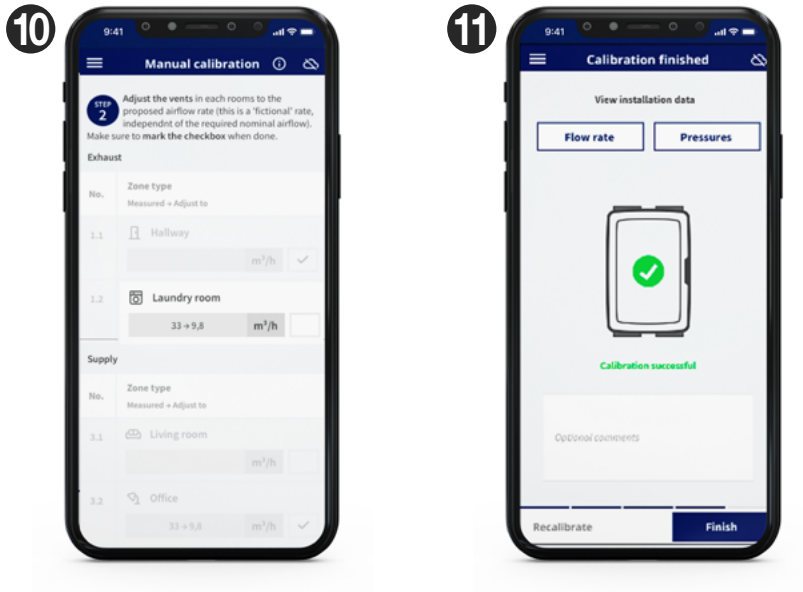 10
9:41
Manual calibration
STEP
2
Adjust the vents in each rooms to the
proposed airflow rate (this is a 'fictional' rate,
independnt of the required nominal airflow).
Make sure to mark the checkbox when done.
Exhaust
No.
Zone type
Measured → Adjust to
1.1
Hallway
m³/h
1.2
Laundry room
33 → 9,8
m³/h
Supply
No.
Zone type
Measured → Adjust to
3.1
Living room
m³/h
3.2
Office
33 → 9,8
m³/h
11
9:41
Calibration finished
View installation data
Flow rate
Pressures
Calibration successful
Optional comments
Recalibrate
Finish